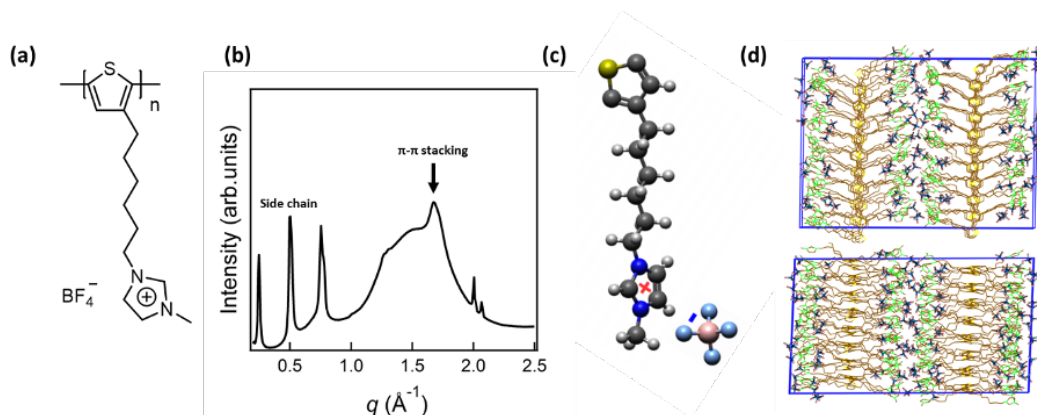 (a)
S
n
N
+
N
BF4−
(b)
Intensity (arb.units)
Side chain
π-π stacking
0.5 1.0 1.5 2.0 2.5
q (Å-1)
(c)
+
-
(d)